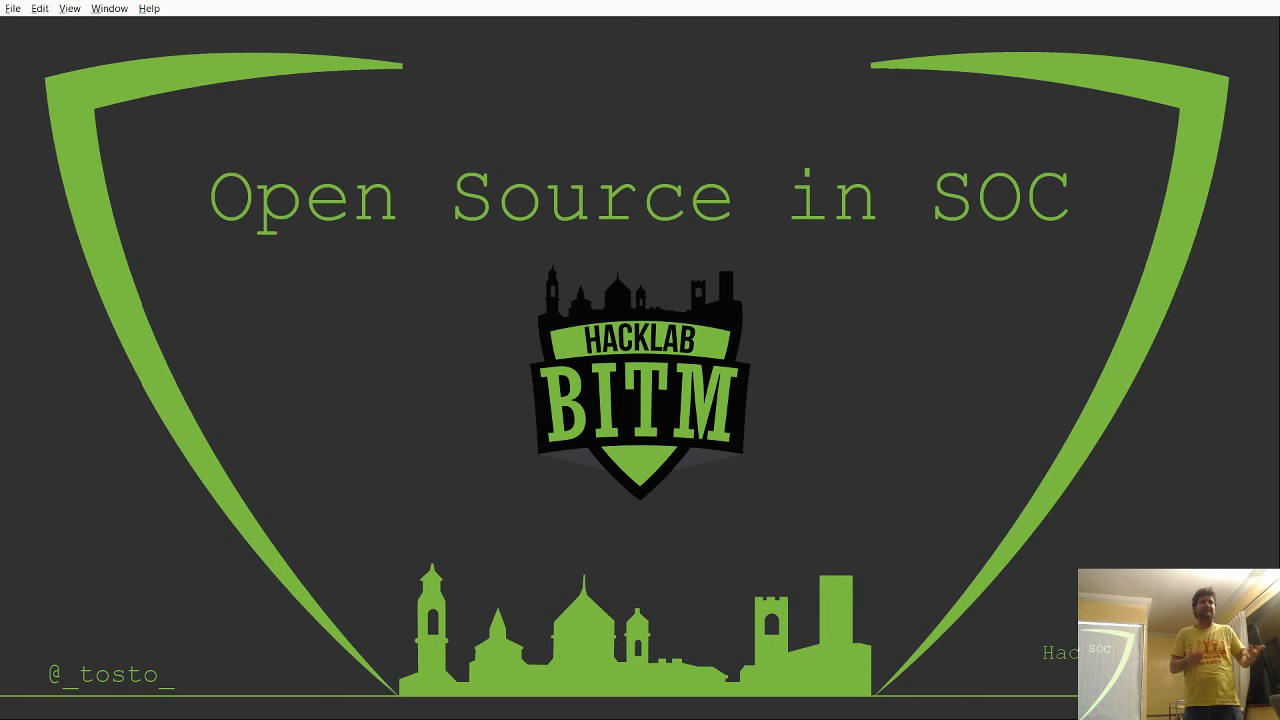 File Edit View Window Help
Open Source in SOC
HACKLAB
BITM
@_tosto_
Hac
SOC